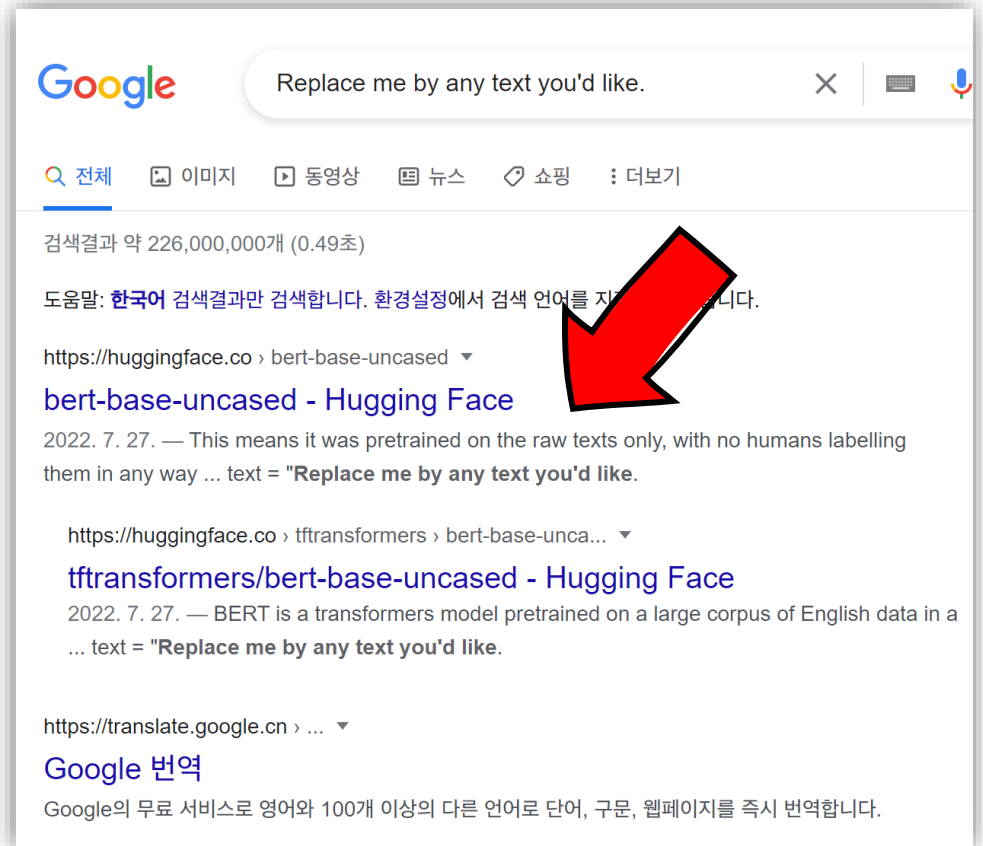 Google
Replace me by any text you'd like.
전체 이미지 동영상 뉴스 쇼핑 더보기
검색결과 약 226,000,000개 (0.49초)
도움말: 한국어 검색결과만 검색합니다. 환경설정에서 검색 언어를 니다.
https://huggingface.co › bert-base-uncased
bert-base-uncased - Hugging Face
2022. 7. 27. — This means it was pretrained on the raw texts only, with no humans labelling
them in any way ... text = "Replace me by any text you'd like.
https://huggingface.co › tftransformers › bert-base-unca...
tftransformers/bert-base-uncased - Hugging Face
2022. 7. 27. — BERT is a transformers model pretrained on a large corpus of English data in a
... text = "Replace me by any text you'd like.
https://translate.google.cn › ...
Google 번역
Google의 무료 서비스로 영어와 100개 이상의 다른 언어로 단어, 구문, 웹페이지를 즉시 번역합니다.